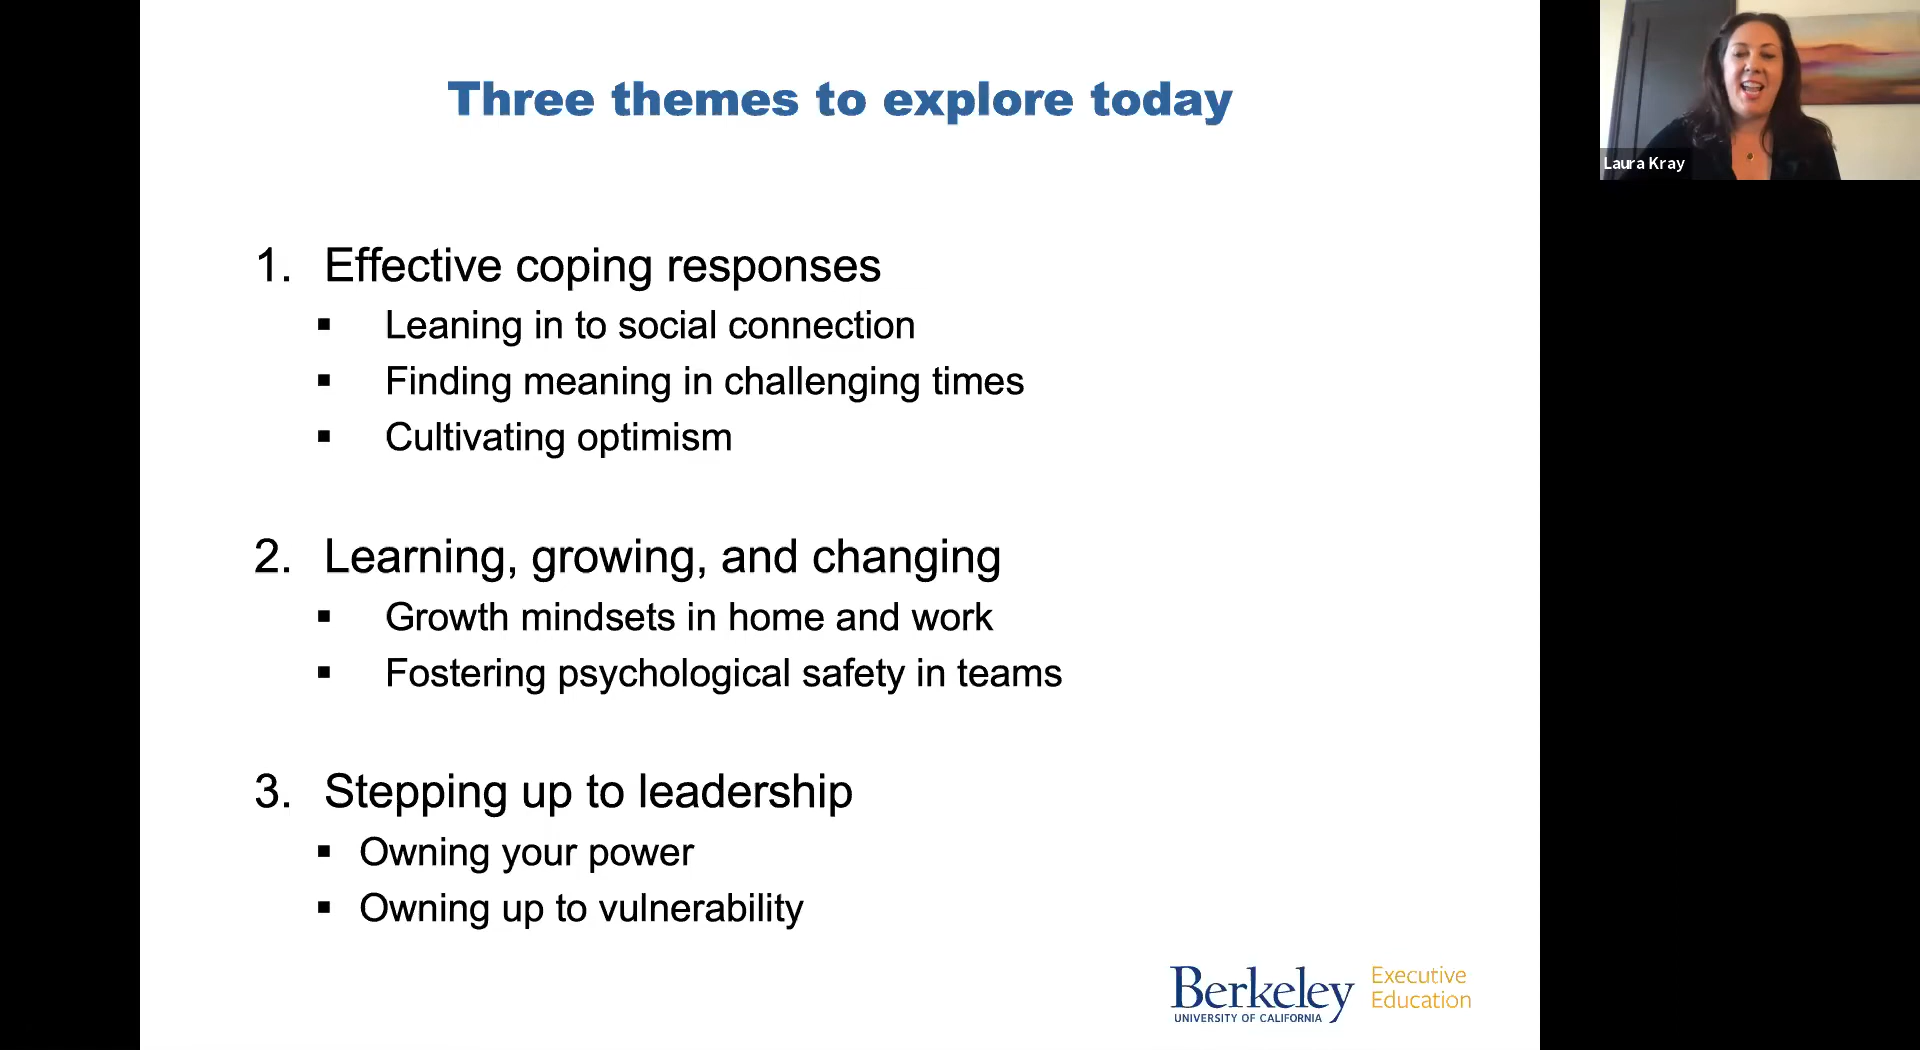 Three themes to explore today
Laura Kray
1. Effective coping responses
▪ Leaning in to social connection
▪ Finding meaning in challenging times
▪ Cultivating optimism
2. Learning, growing, and changing
▪ Growth mindsets in home and work
▪ Fostering psychological safety in teams
3. Stepping up to leadership
▪ Owning your power
▪ Owning up to vulnerability
Berkeley
UNIVERSITY OF CALIFORNIA
Executive
Education